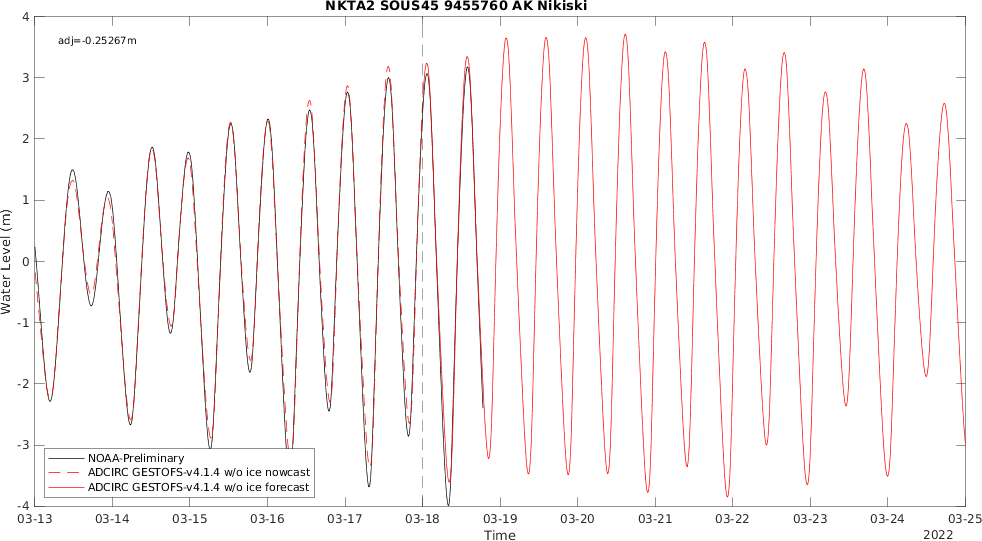 NKTA2 SOUS45 9455760 AK Nikiski
adj=-0.25267m
4
3
2
1
0
-1
-2
-3
-4
Water Level (m)
NOAA-Preliminary
ADCIRC GESTOFS-v4.1.4 w/o ice nowcast
ADCIRC GESTOFS-v4.1.4 w/o ice forecast
03-13 03-14 03-15 03-16 03-17 03-18 03-19 03-20 03-21 03-22 03-23 03-24 03-25
Time
2022